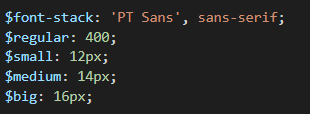 $font-stack: 'PT Sans', sans-serif;
$regular: 400;
$small: 12px;
$medium: 14px;
$big: 16px;